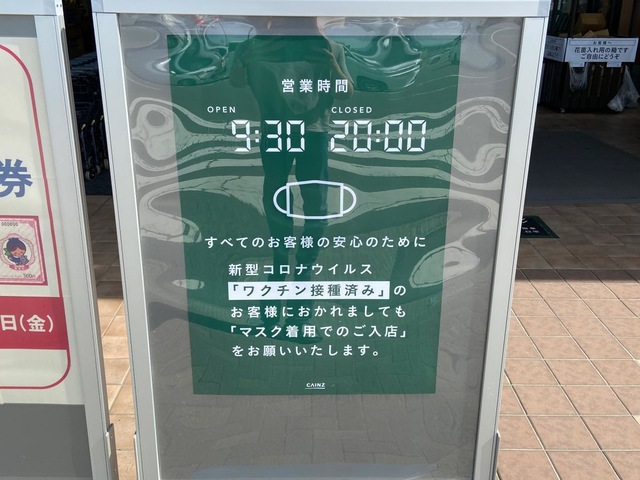 営業時間
OPEN CLOSED
9:30 20:00
すべてのお客様の安心のために
新型コロナウイルス
「ワクチン接種済み」の
お客様におかれましても
「マスク着用でのご入店」
をお願いいたします。
CAINZ
券
日(金)
お客様へ
花苗入れ用の箱です
ご自由にどうぞ